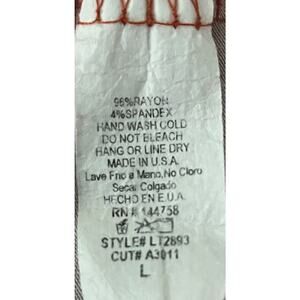 96%RAYON
4%SPANDEX
HAND WASH COLD
DO NOT BLEACH
HANG OR LINE DRY
MADE IN U.S.A.
Lave Frio a Mano, No Cloro
Secar Colgado
HECHO EN E.U.A.
RN# 144758
STYLE# LT2893
CUT# A3011
L